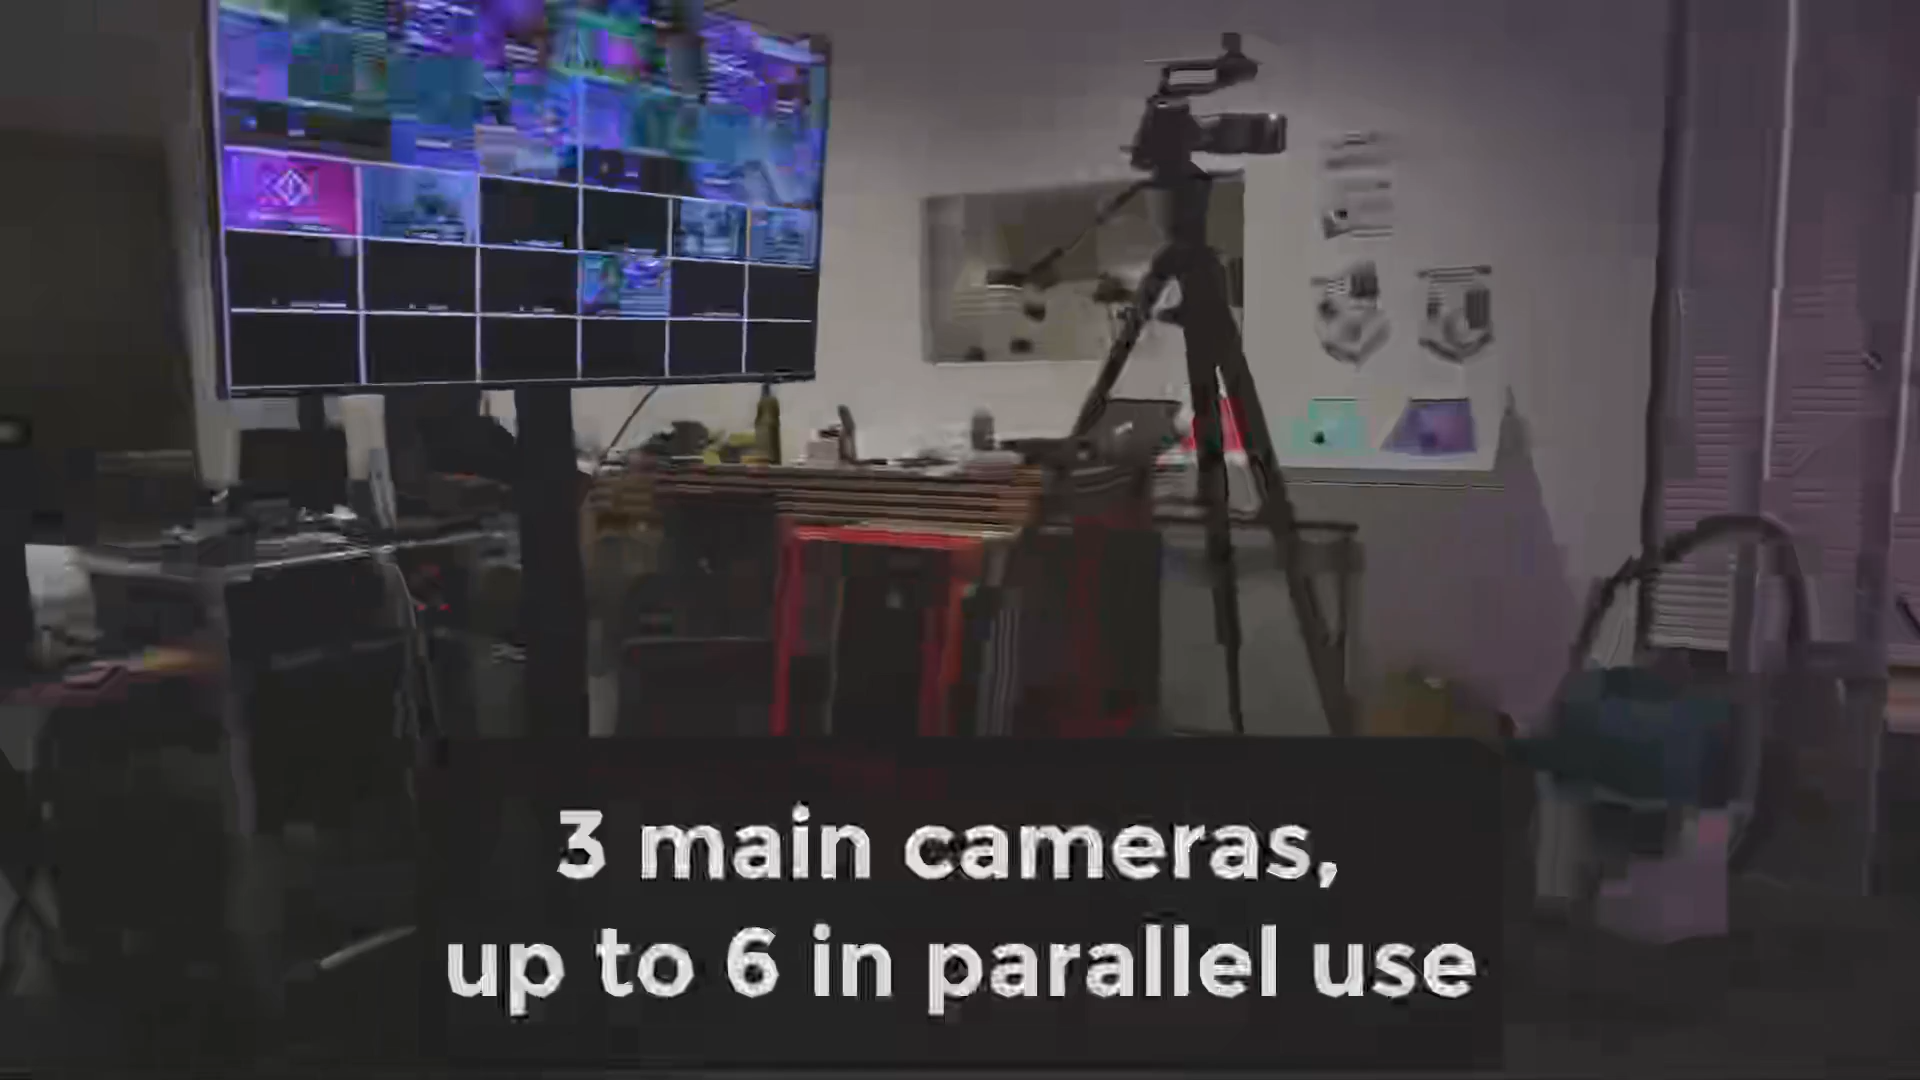 3 main cameras,
up to 6 in parallel use